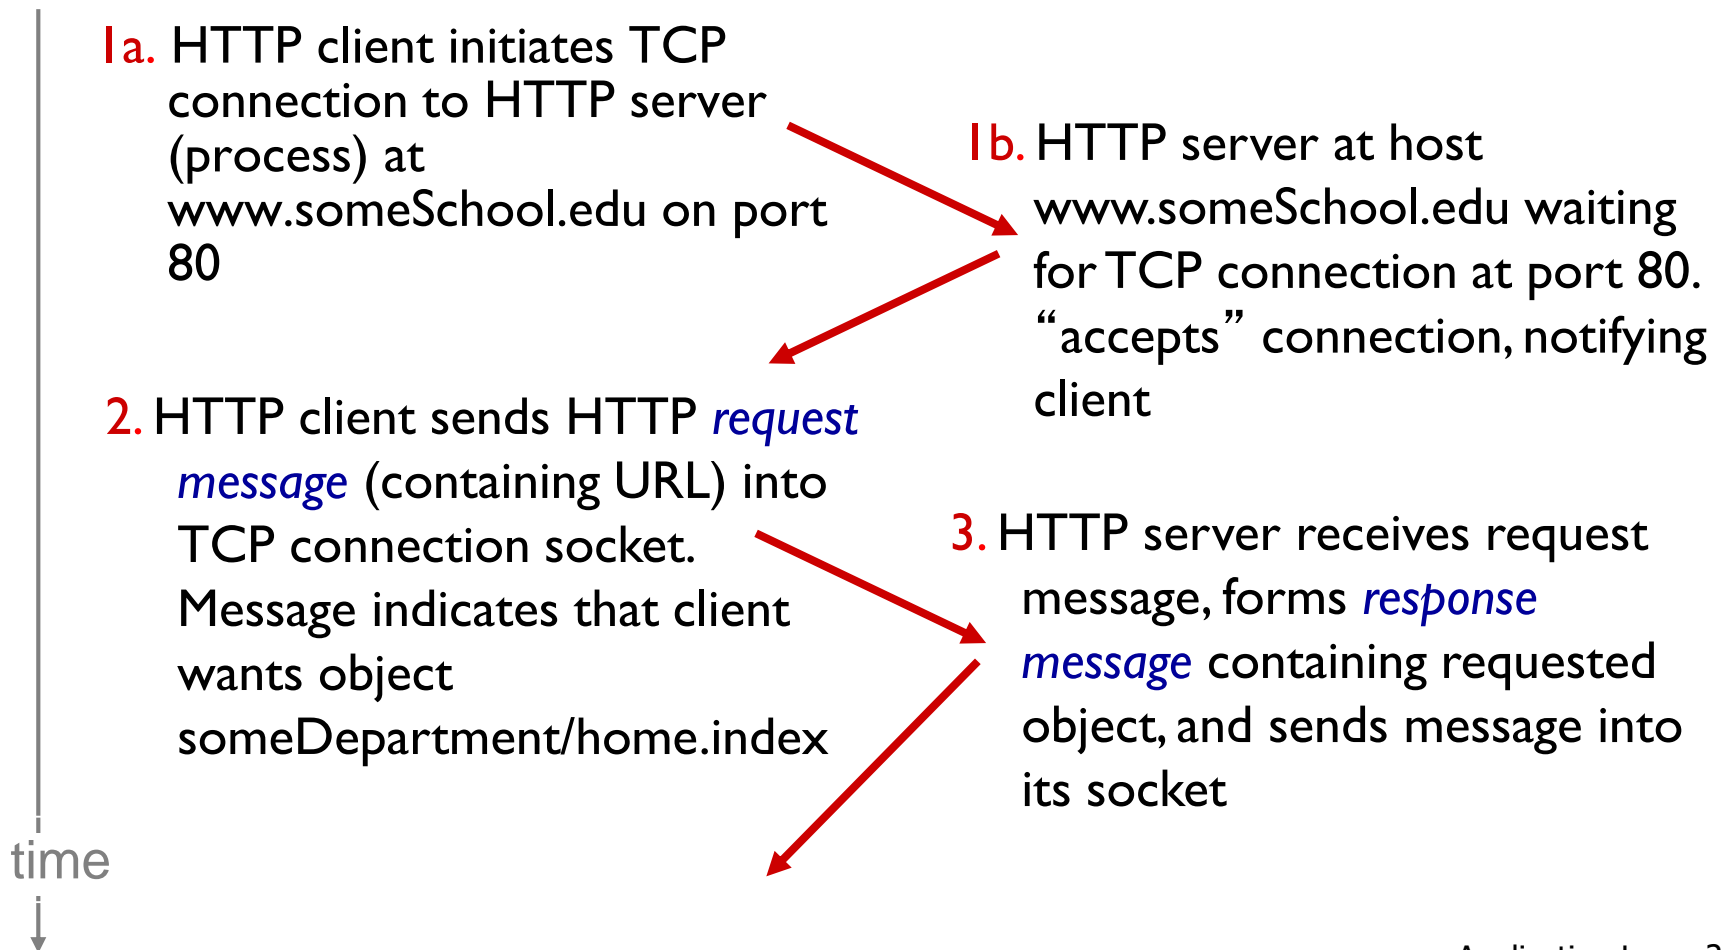 1a. HTTP client initiates TCP
connection to HTTP server
(process) at
www.someSchool.edu on port
80
1b. HTTP server at host
www.someSchool.edu waiting
for TCP connection at port 80.
“accepts” connection, notifying
client
2. HTTP client sends HTTP request
message (containing URL) into
TCP connection socket.
Message indicates that client
wants object
someDepartment/home.index
3. HTTP server receives request
message, forms response
message containing requested
object, and sends message into
its socket
time